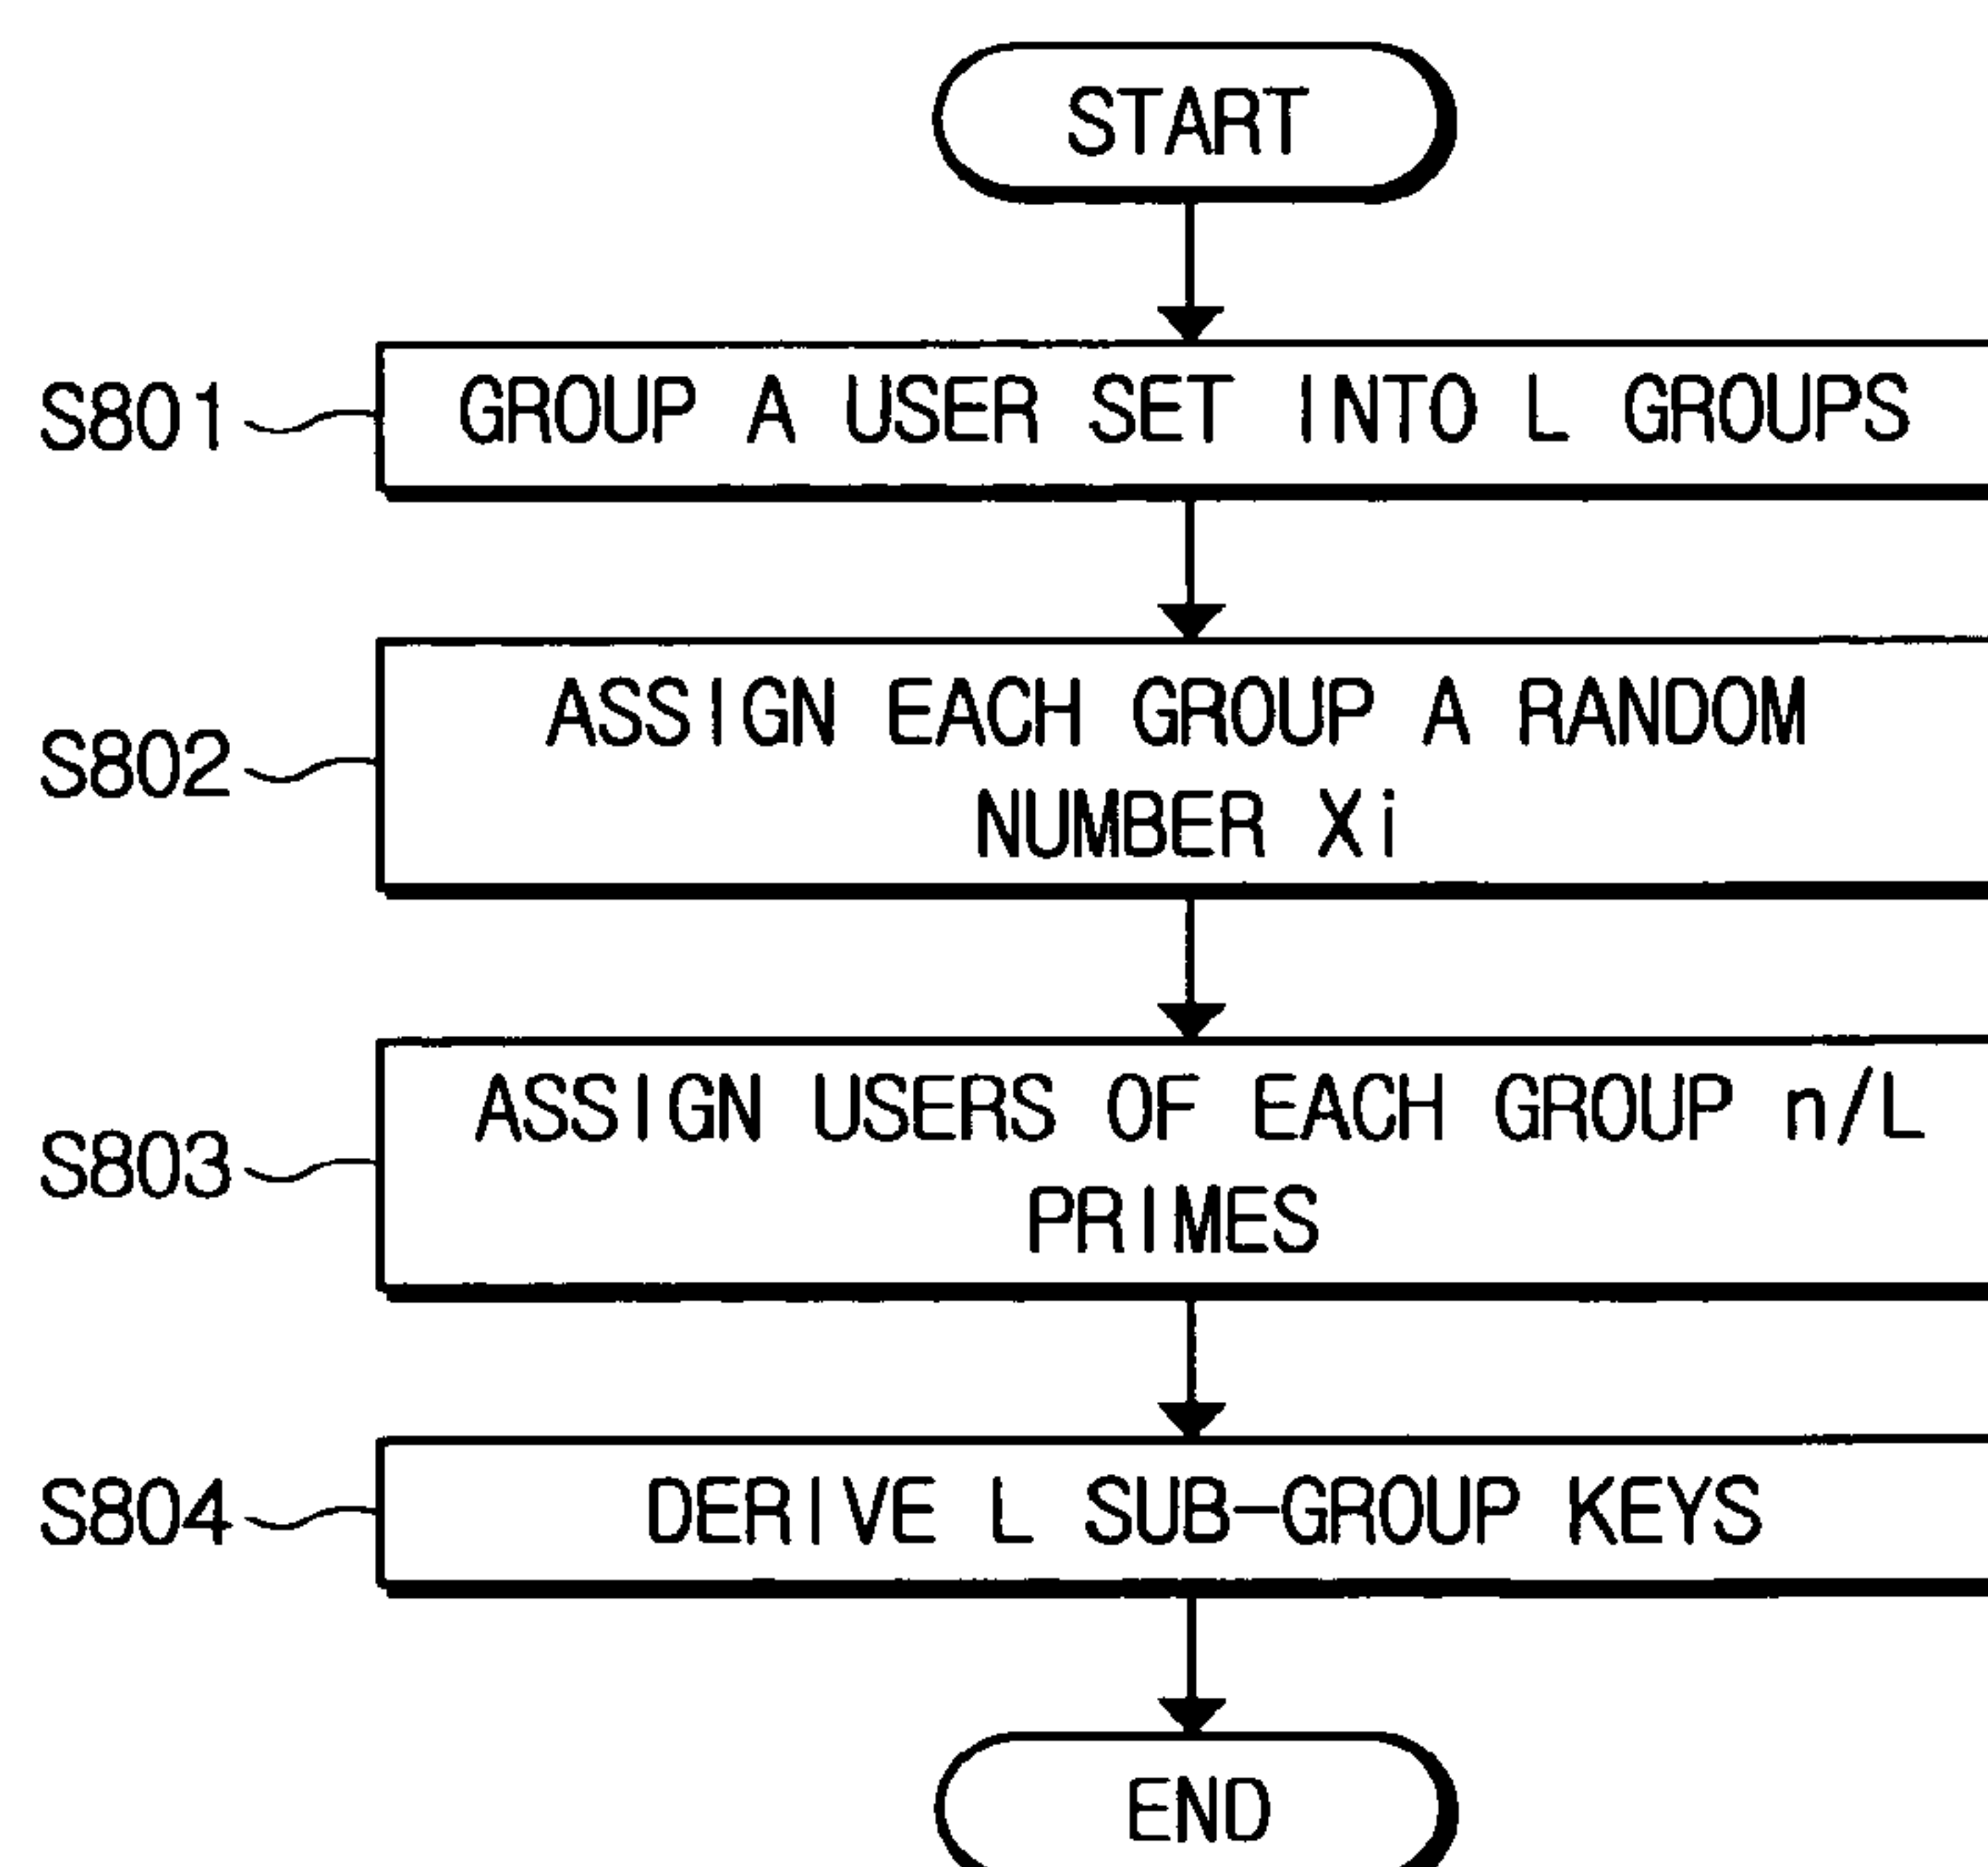 START
S801
GROUP A USER SET INTO L GROUPS
S802
ASSIGN EACH GROUP A RANDOM
NUMBER Xi
S803
ASSIGN USERS OF EACH GROUP n/L
PRIMES
S804
DERIVE L SUB-GROUP KEYS
END